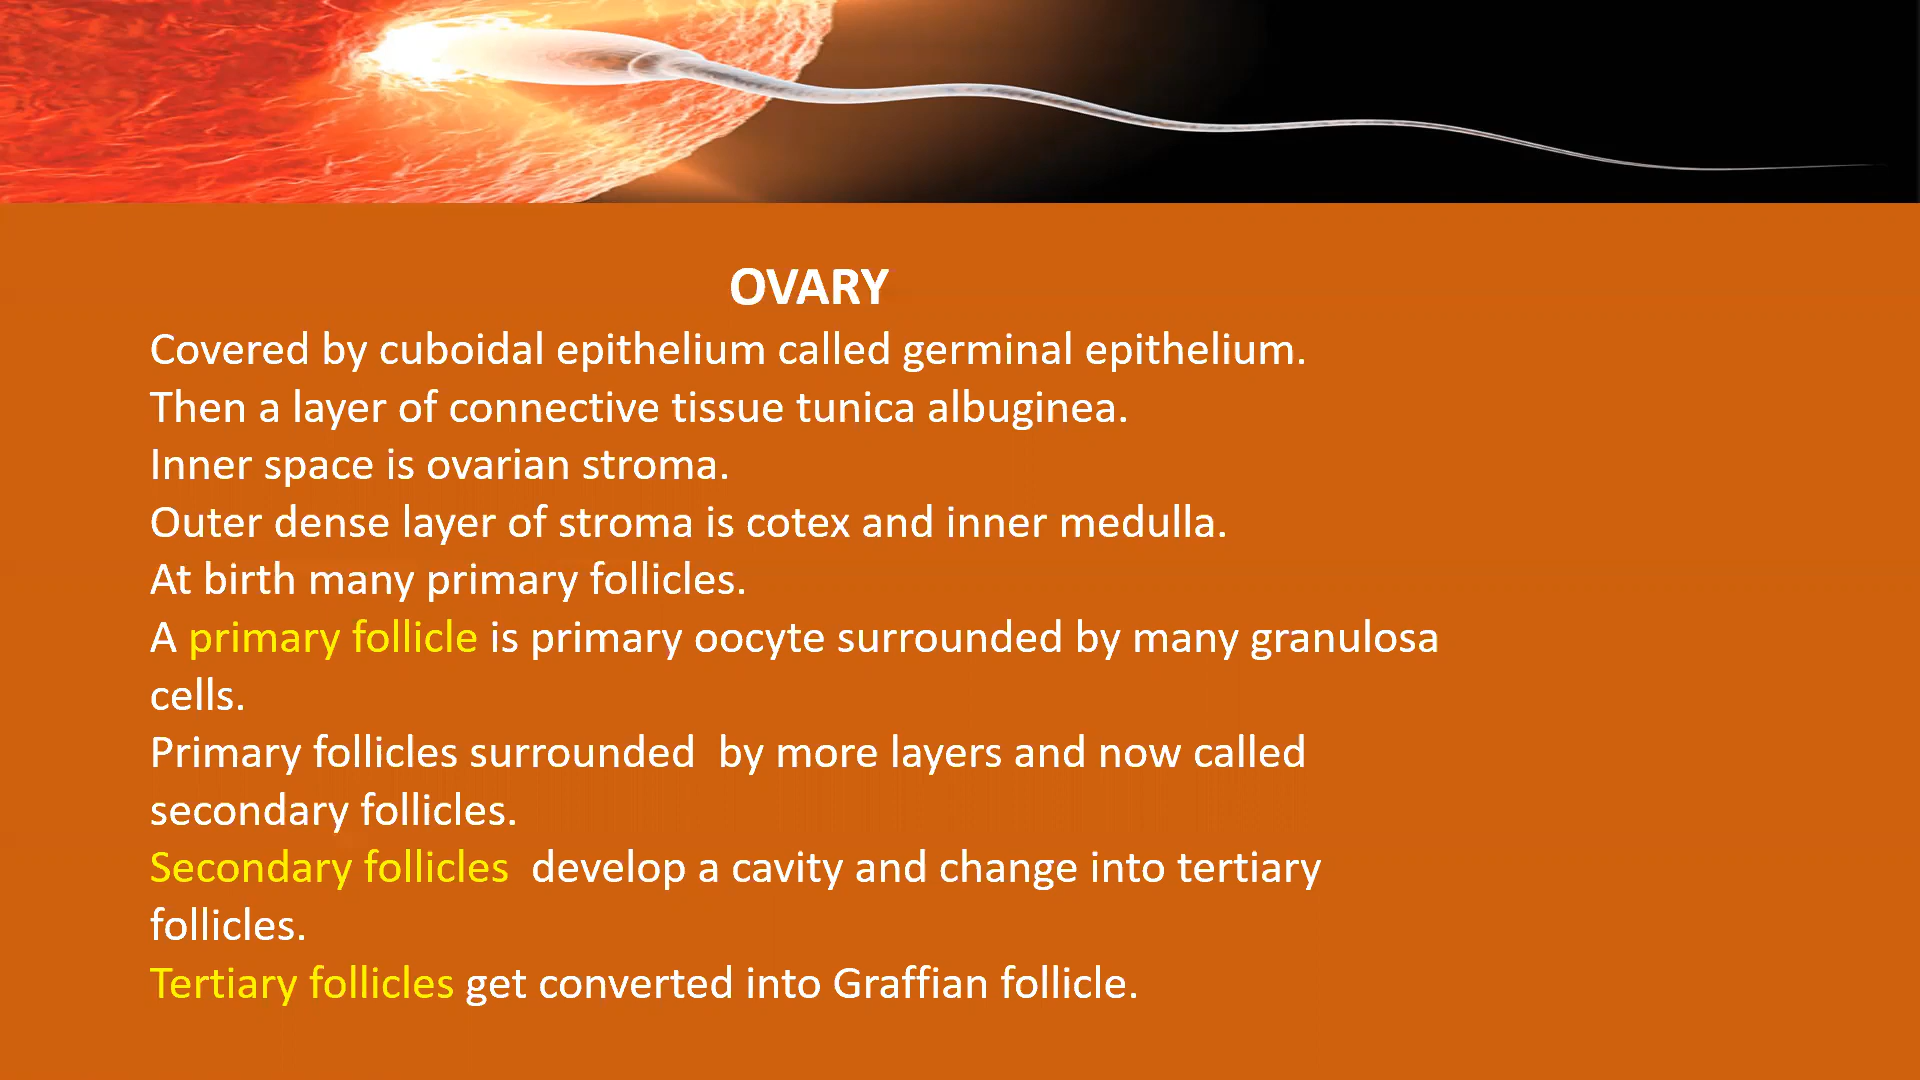 OVARY
Covered by cuboidal epithelium called germinal epithelium.
Then a layer of connective tissue tunica albuginea.
Inner space is ovarian stroma.
Outer dense layer of stroma is cotex and inner medulla.
At birth many primary follicles.
A primary follicle is primary oocyte surrounded by many granulosa
cells.
Primary follicles surrounded  by more layers and now called
secondary follicles.
Secondary follicles  develop a cavity and change into tertiary
follicles.
Tertiary follicles get converted into Graffian follicle.